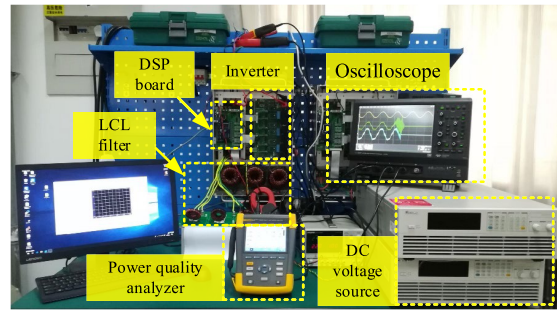 DSP
board
Inverter
Oscilloscope
LCL
filter
Power quality
analyzer
DC
voltage
source